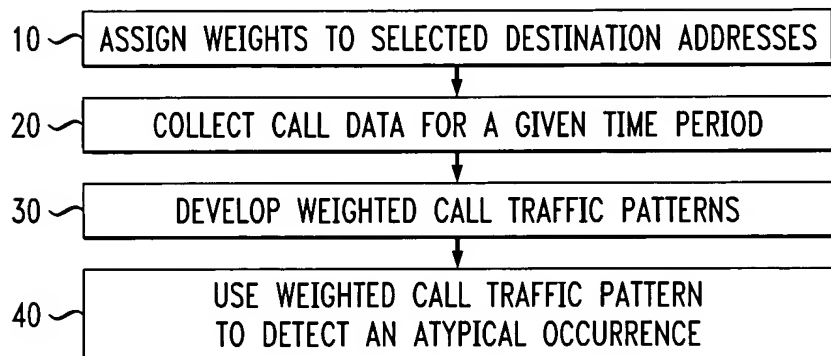 10 ASSIGN WEIGHTS TO SELECTED DESTINATION ADDRESSES
20 COLLECT CALL DATA FOR A GIVEN TIME PERIOD
30 DEVELOP WEIGHTED CALL TRAFFIC PATTERNS
40 USE WEIGHTED CALL TRAFFIC PATTERN
TO DETECT AN ATYPICAL OCCURRENCE